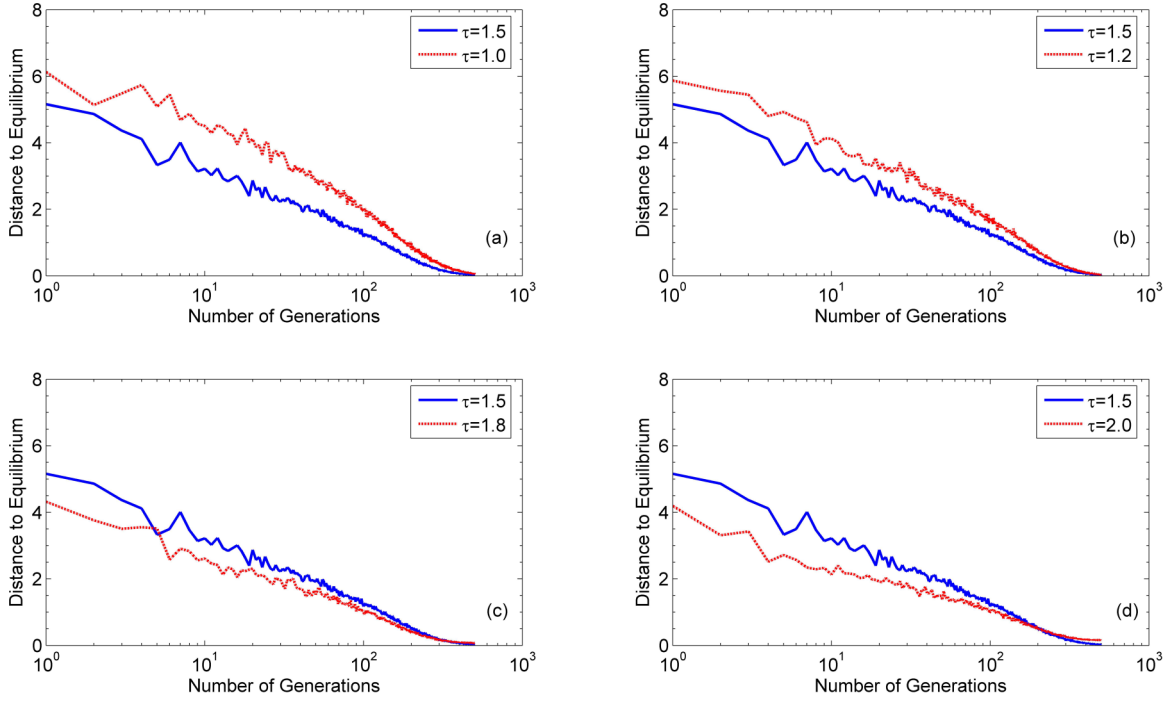 8
6
4
2
0
Distance to Equilibrium
τ=1.5
τ=1.0
(a)
10^0
10^1
10^2
10^3
Number of Generations
8
6
4
2
0
Distance to Equilibrium
τ=1.5
τ=1.2
(b)
10^0
10^1
10^2
10^3
Number of Generations
8
6
4
2
0
Distance to Equilibrium
τ=1.5
τ=1.8
(c)
10^0
10^1
10^2
10^3
Number of Generations
8
6
4
2
0
Distance to Equilibrium
τ=1.5
τ=2.0
(d)
10^0
10^1
10^2
10^3
Number of Generations